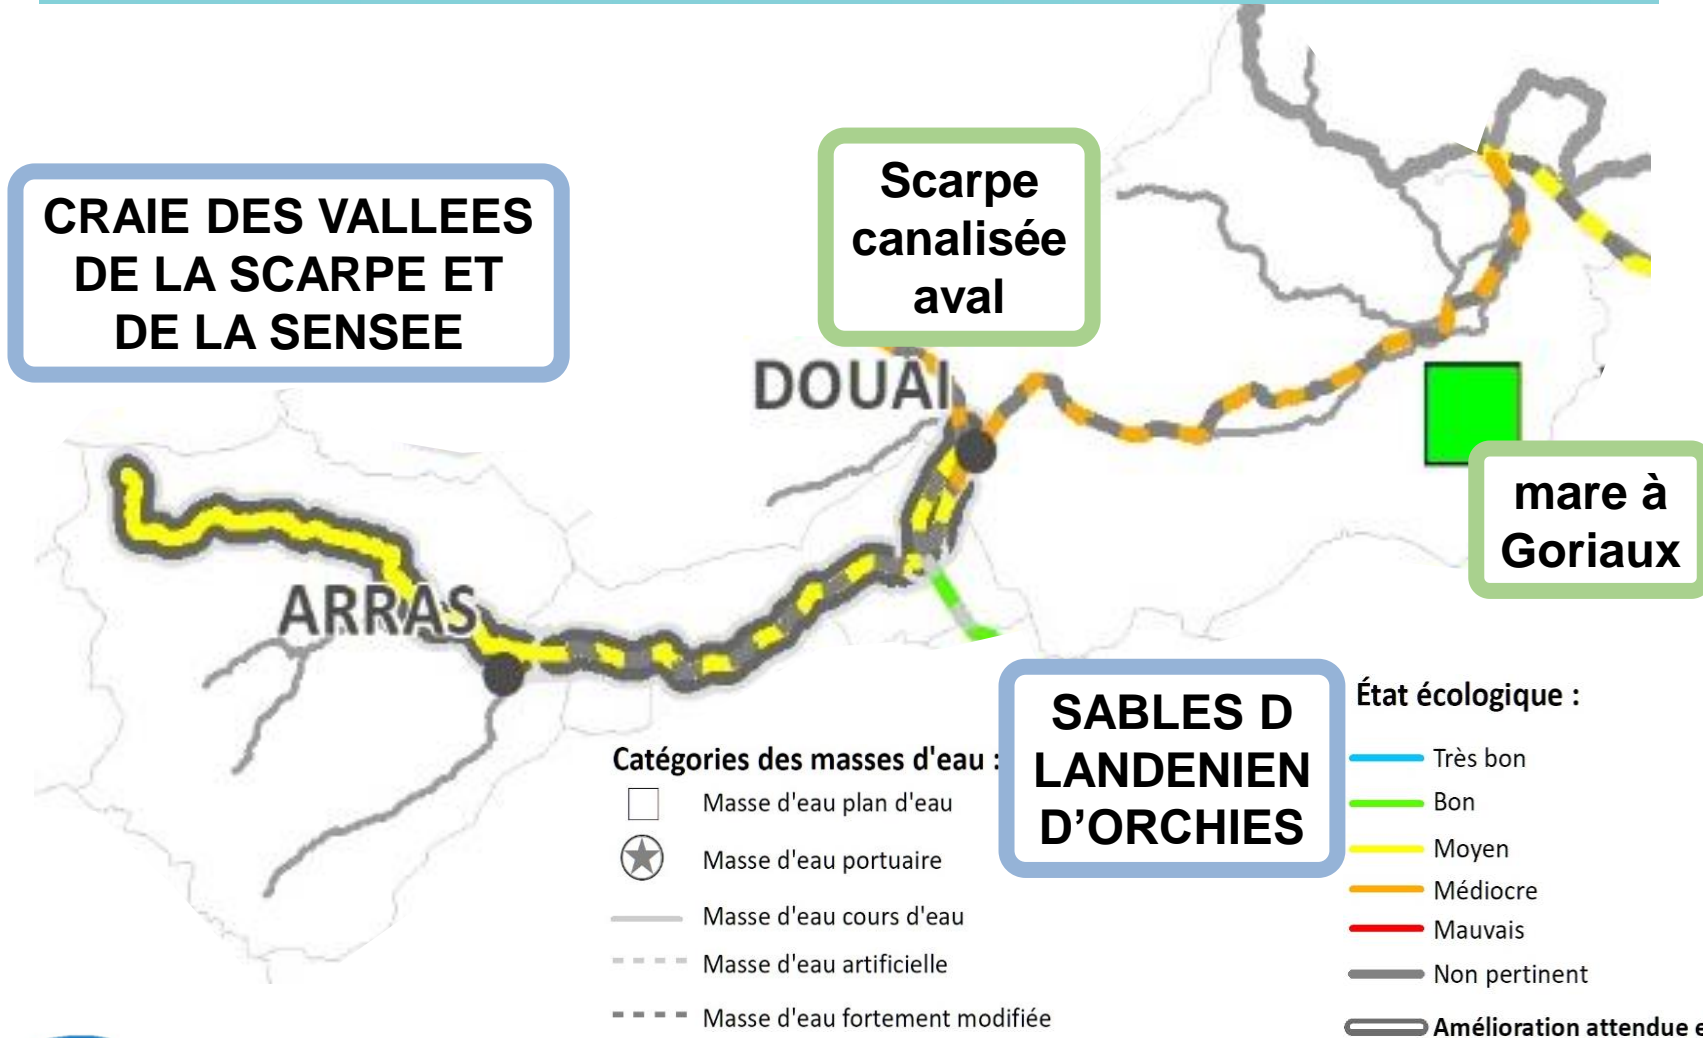 CRAIE DES VALLEES
DE LA SCARPE ET
DE LA SENSEE
Scarpe
canalisée
aval
DOUAI
mare à
Goriaux
ARRAS
SABLES D
LANDENIEN
D’ORCHIES
Catégories des masses d'eau :
Masse d'eau plan d'eau
Masse d'eau portuaire
Masse d'eau cours d'eau
Masse d'eau artificielle
Masse d'eau fortement modifiée
État écologique :
Très bon
Bon
Moyen
Médiocre
Mauvais
Non pertinent
Amélioration attendue e